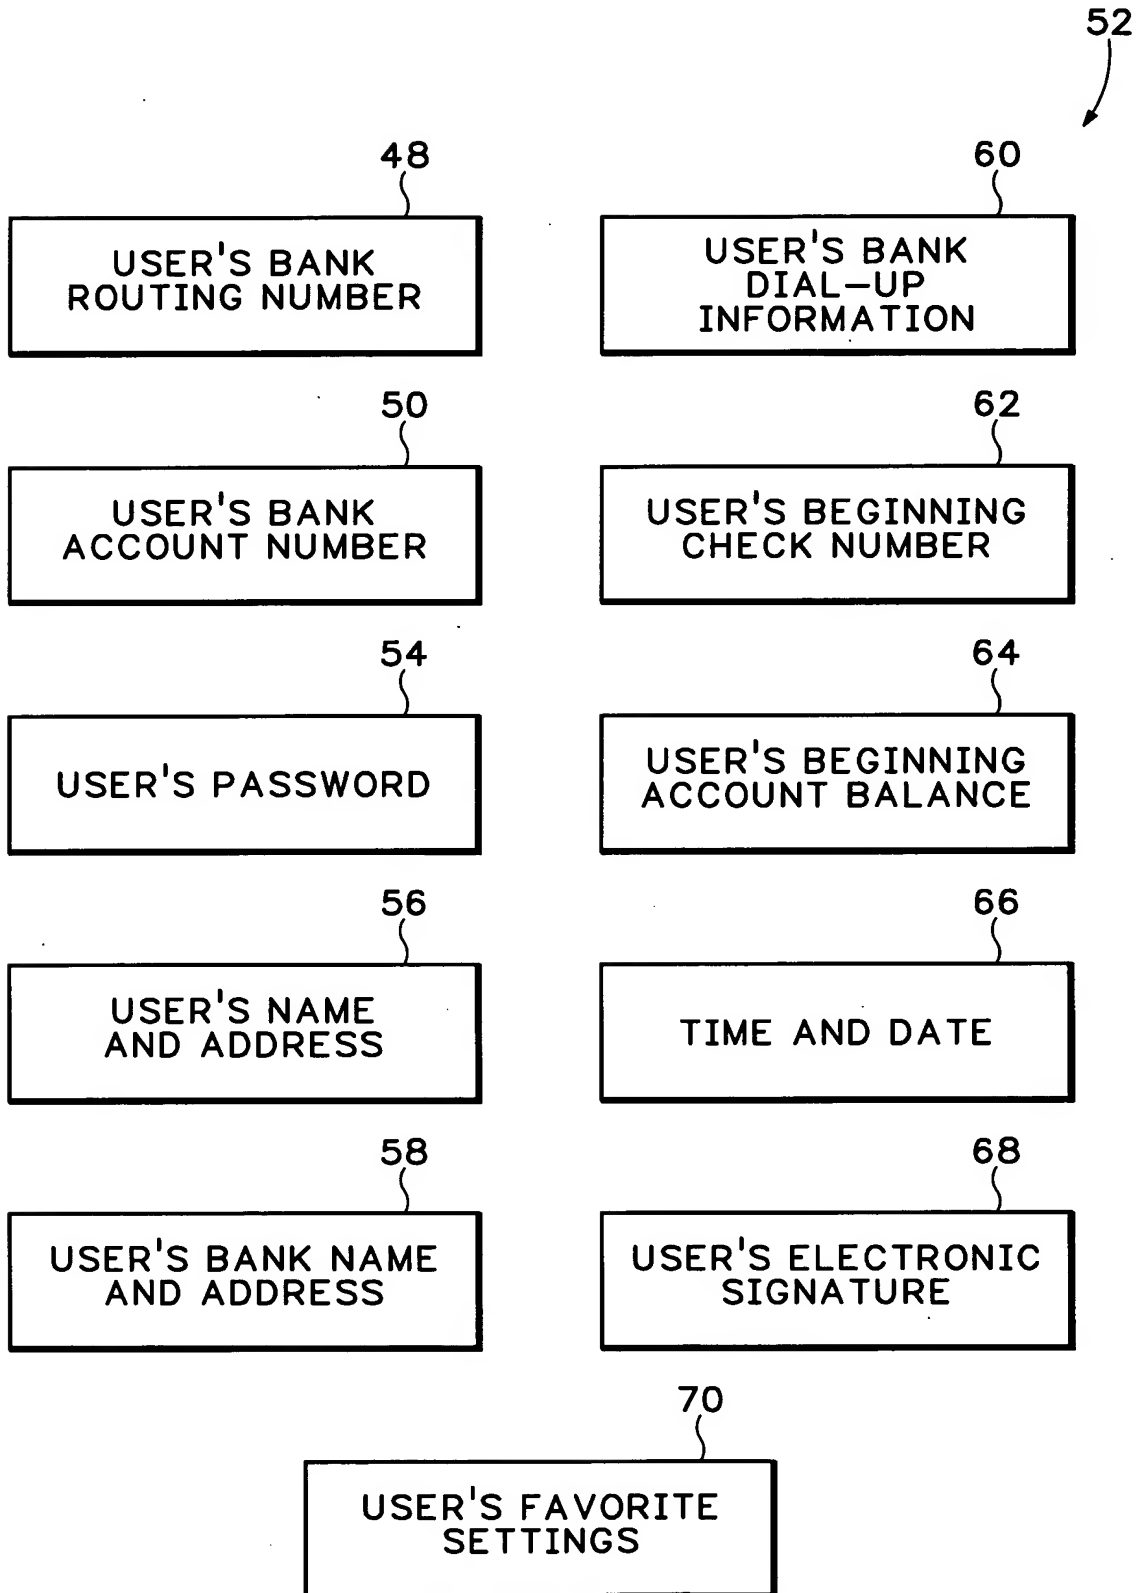 52
48
USER'S BANK
ROUTING NUMBER
60
USER'S BANK
DIAL-UP
INFORMATION
50
USER'S BANK
ACCOUNT NUMBER
62
USER'S BEGINNING
CHECK NUMBER
54
USER'S PASSWORD
64
USER'S BEGINNING
ACCOUNT BALANCE
56
USER'S NAME
AND ADDRESS
66
TIME AND DATE
58
USER'S BANK NAME
AND ADDRESS
68
USER'S ELECTRONIC
SIGNATURE
70
USER'S FAVORITE
SETTINGS